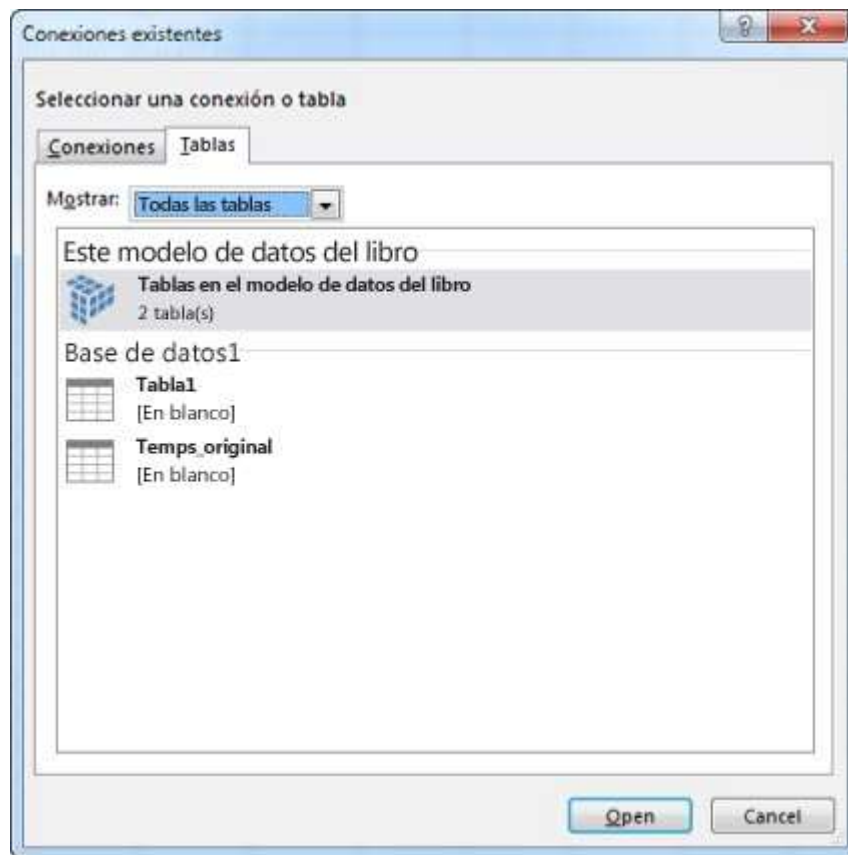 Conexiones existentes
Seleccionar una conexión o tabla
Conexiones Tablas
Mostrar: Todas las tablas
Este modelo de datos del libro
Tablas en el modelo de datos del libro
2 tabla(s)
Base de datos1
Tabla1
[En blanco]
Temps_original
[En blanco]
Open Cancel